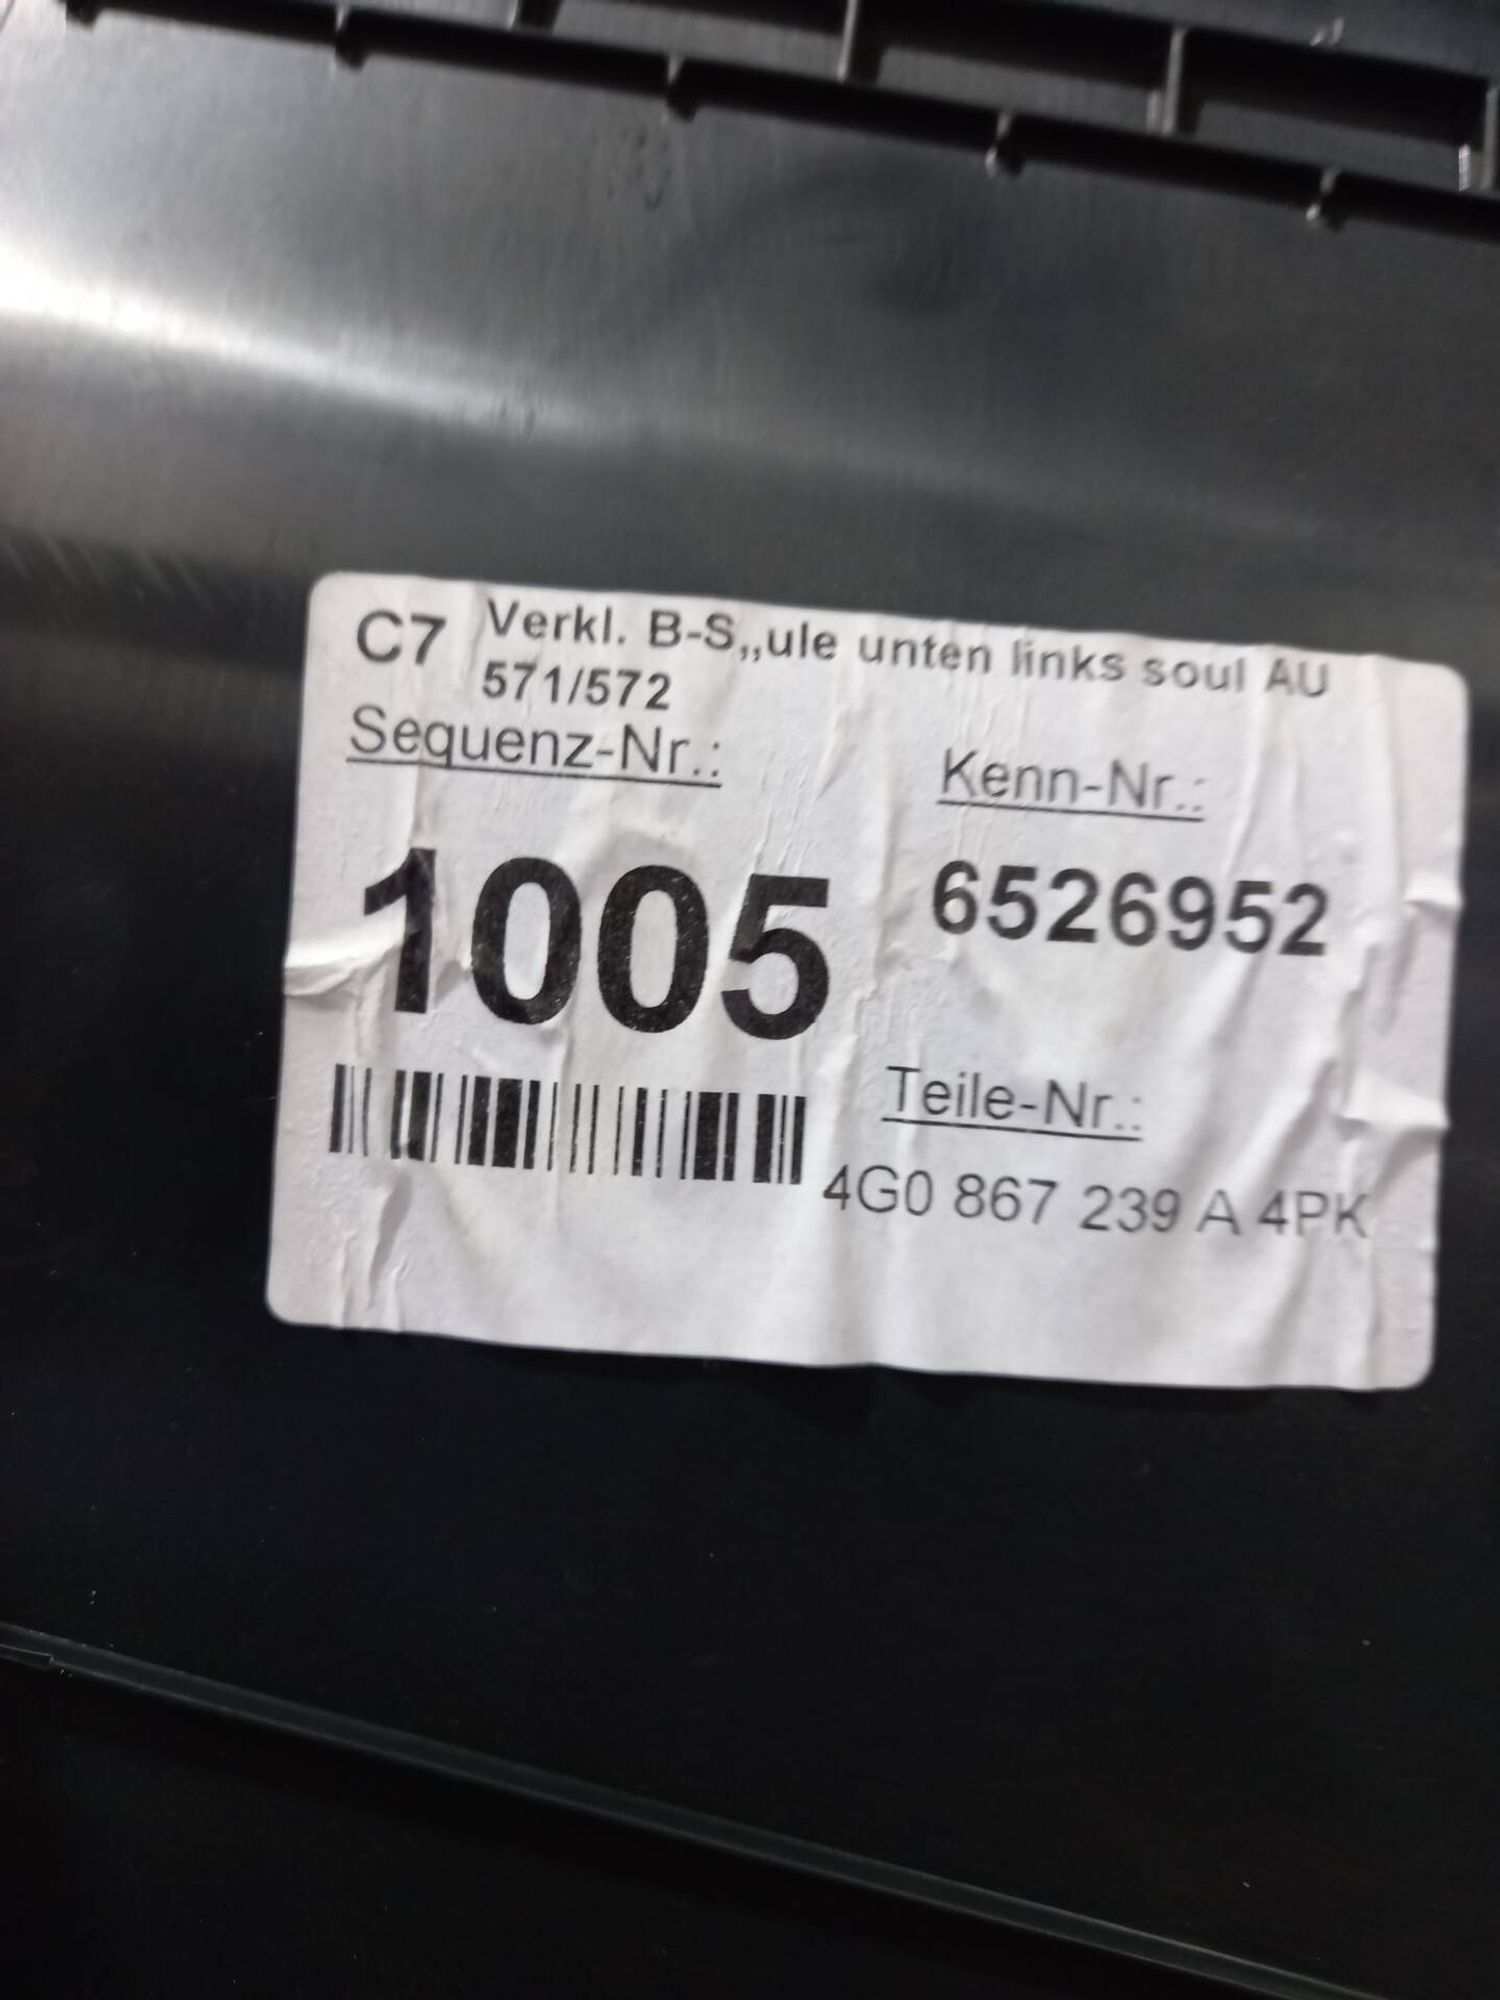 C7 Verkl. B-S„ule unten links soul AU
571/572
Sequenz-Nr.:
Kenn-Nr.:
1005
6526952
Teile-Nr.:
4G0 867 239 A 4PK